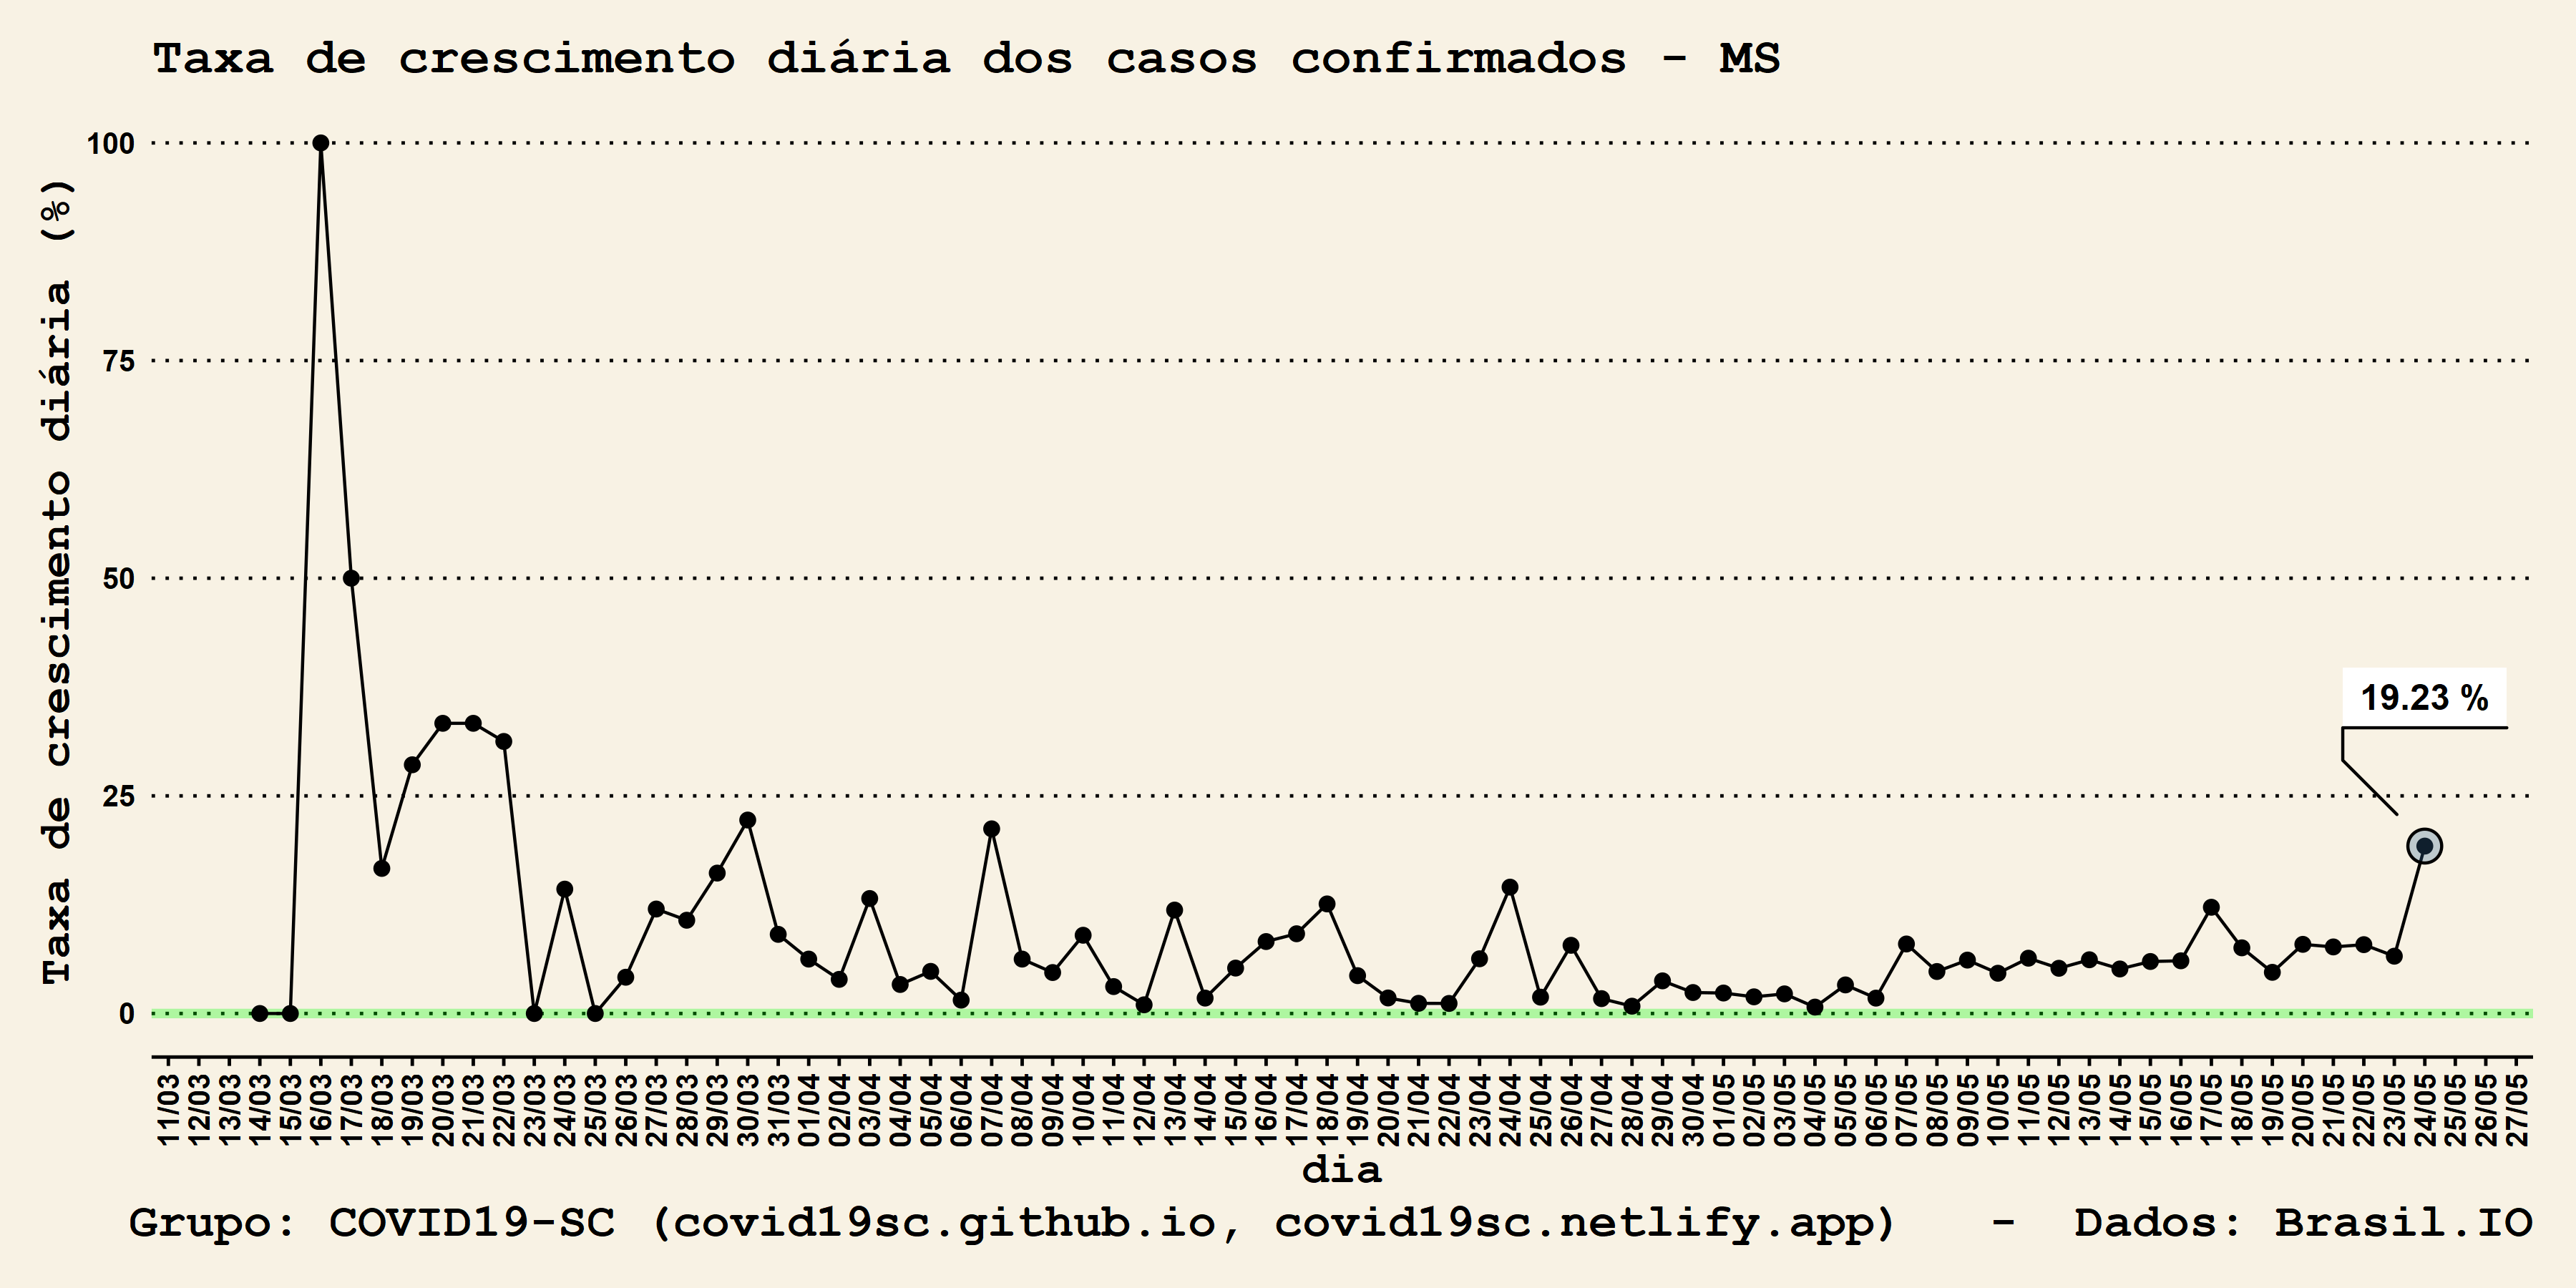 Taxa de crescimento diária dos casos confirmados - MS
Taxa de crescimento diária (%)
100
75
50
25
0
19.23 %
11/03 12/03 13/03 14/03 15/03 16/03 17/03 18/03 19/03 20/03 21/03 22/03 23/03 24/03 25/03 26/03 27/03 28/03 29/03 30/03 31/03 01/04 02/04 03/04 04/04 05/04 06/04 07/04 08/04 09/04 10/04 11/04 12/04 13/04 14/04 15/04 16/04 17/04 18/04 19/04 20/04 21/04 22/04 23/04 24/04 25/04 26/04 27/04 28/04 29/04 30/04 01/05 02/05 03/05 04/05 05/05 06/05 07/05 08/05 09/05 10/05 11/05 12/05 13/05 14/05 15/05 16/05 17/05 18/05 19/05 20/05 21/05 22/05 23/05 24/05 25/05 26/05 27/05
dia
Grupo: COVID19-SC (covid19sc.github.io, covid19sc.netlify.app) - Dados: Brasil.IO